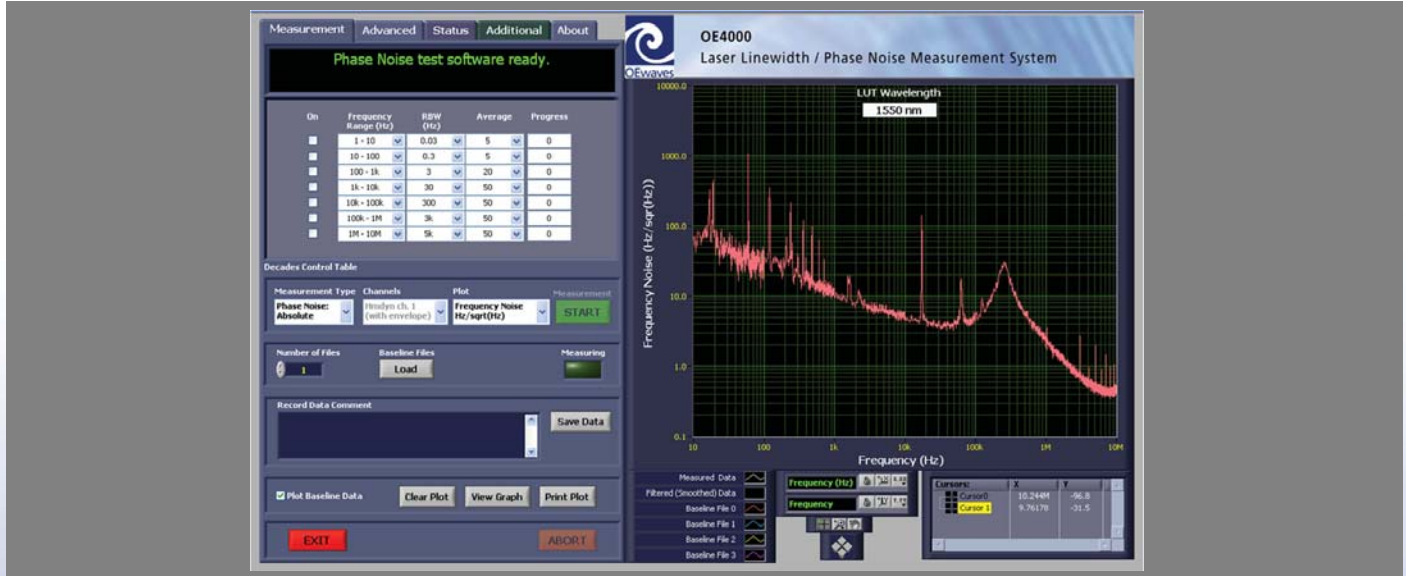 Measurement Advanced Status Additional About
Phase Noise test software ready.
On Frequency Range (Hz) RBW (Hz) Average Progress
1 - 10 0.03 5 0
10 - 100 0.3 5 0
100 - 1k 3 20 0
1k - 10k 30 50 0
10k - 100k 300 50 0
100k - 1M 3k 50 0
1M - 10M 5k 50 0
Decades Control Table
Measurement Type Channels Plot Measurement
Phase Noise: Absolute Hmdyn ch. 1 (with envelope) Frequency Noise Hz/sqrt(Hz) START
Number of Files Baseline Files Measuring
1 Load
Record Data Comment
Save Data
Plot Baseline Data Clear Plot View Graph Print Plot
EXIT ABORT
OEwaves
OE4000
Laser Linewidth / Phase Noise Measurement System
LUT Wavelength
1550 nm
Frequency Noise (Hz/sqr(Hz))
10000.0
1000.0
100.0
10.0
1.0
0.1
10 100 1k 10k 100k 1M 10M
Frequency (Hz)
Measured Data
Filtered (Smoothed) Data
Baseline File 0
Baseline File 1
Baseline File 2
Baseline File 3
Frequency (Hz)
Frequency
Cursors: X Y
Cursor0 10.244M -96.8
Cursor 1 9.76170 -31.5